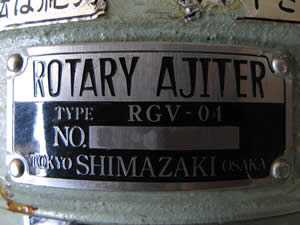 ROTARY AJITER
TYPE RGV-04
NO.
TOKYO SHIMAZAKI OSAKA